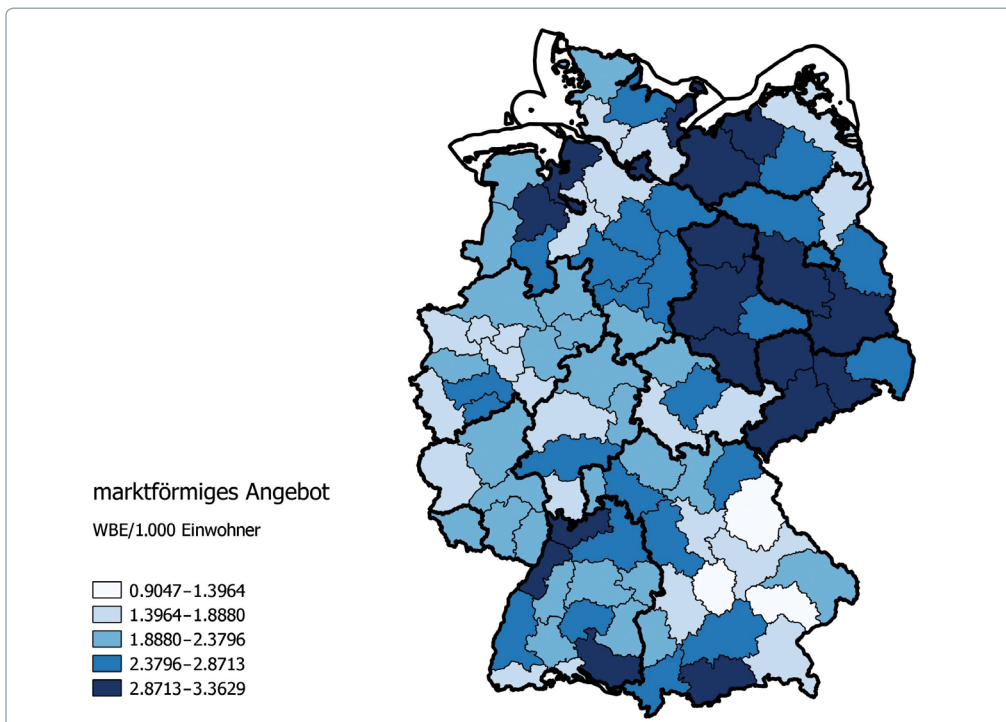 marktförmiges Angebot
WBE/1.000 Einwohner
0.9047–1.3964
1.3964–1.8880
1.8880–2.3796
2.3796–2.8713
2.8713–3.3629